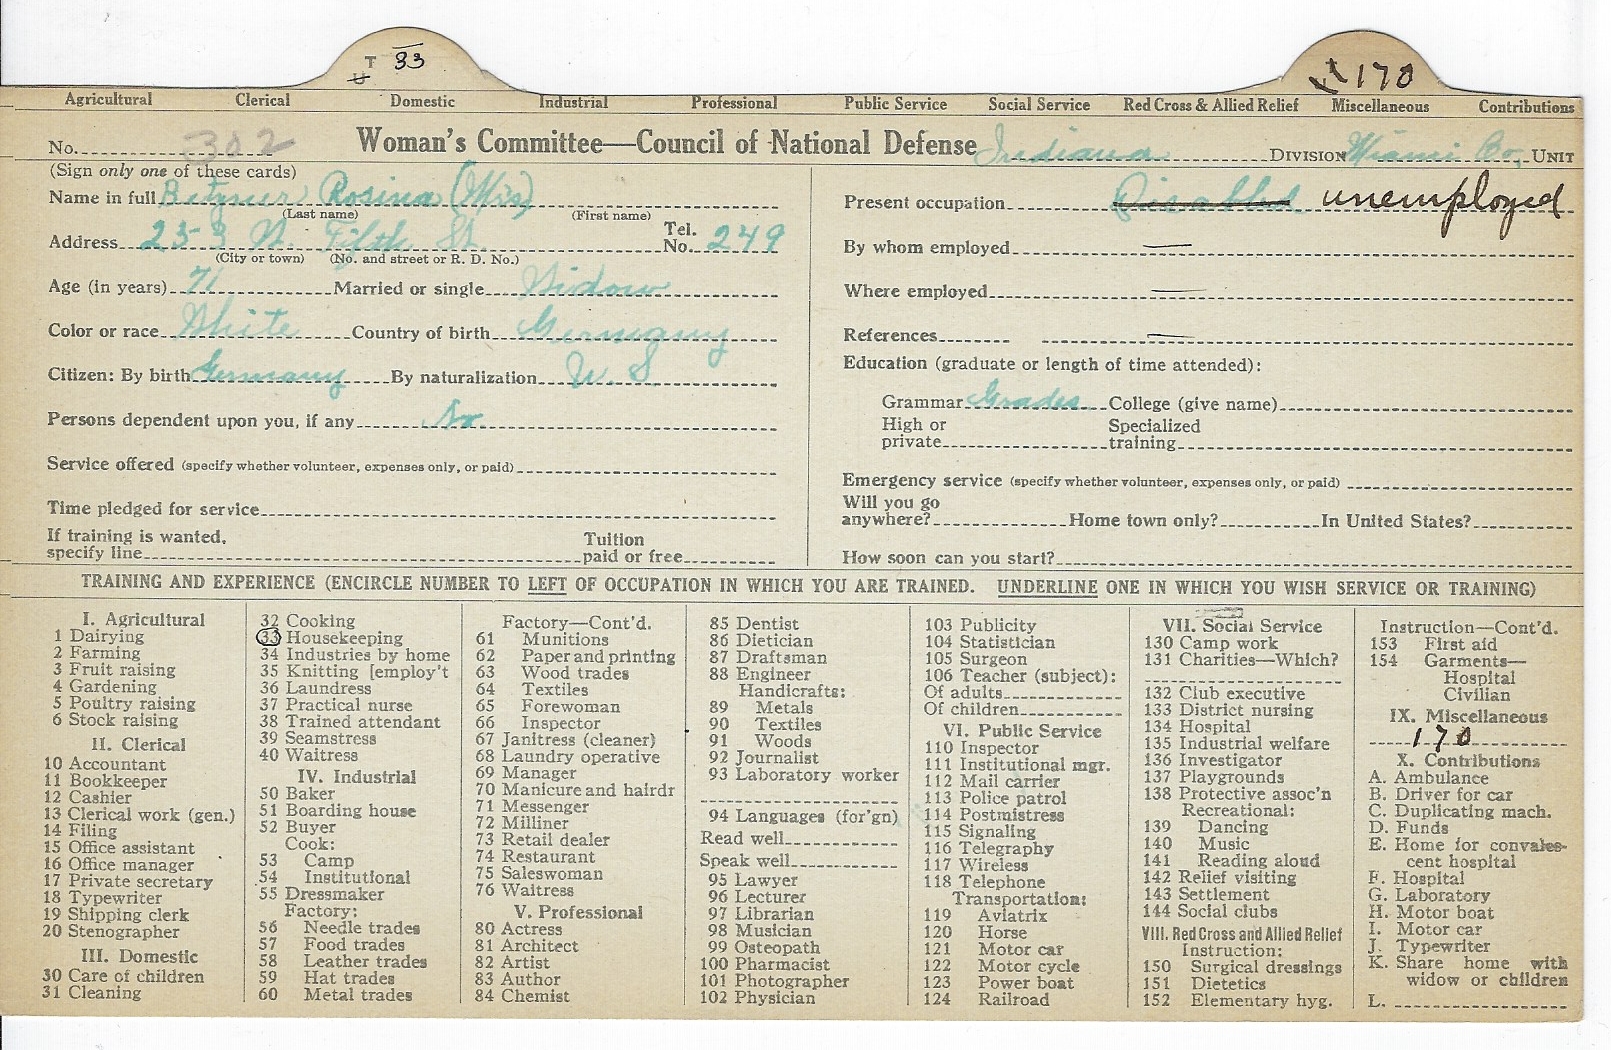 T 33
U
170
Agricultural Clerical Domestic Industrial Professional Public Service Social Service Red Cross & Allied Relief Miscellaneous Contributions
No. 302 Woman's Committee—Council of National Defense Indiana DIVISION Miami Co. UNIT
(Sign only one of these cards)
Name in full Betzner Rosina (Mrs)
(Last name) (First name)
Address 253 N. Fifth St. Tel. No. 249
(City or town) (No. and street or R. D. No.)
Age (in years) 71 Married or single Widow
Color or race White Country of birth Germany
Citizen: By birth Germany By naturalization U. S
Persons dependent upon you, if any No
Service offered (specify whether volunteer, expenses only, or paid)
Time pledged for service
If training is wanted, specify line Tuition paid or free
Present occupation Disabled unemployed
By whom employed —
Where employed —
References —
Education (graduate or length of time attended):
Grammar Grades College (give name)
High or private Specialized training
Emergency service (specify whether volunteer, expenses only, or paid)
Will you go anywhere? Home town only? In United States?
How soon can you start?
TRAINING AND EXPERIENCE (ENCIRCLE NUMBER TO LEFT OF OCCUPATION IN WHICH YOU ARE TRAINED. UNDERLINE ONE IN WHICH YOU WISH SERVICE OR TRAINING)
I. Agricultural
1 Dairying
2 Farming
3 Fruit raising
4 Gardening
5 Poultry raising
6 Stock raising
II. Clerical
10 Accountant
11 Bookkeeper
12 Cashier
13 Clerical work (gen.)
14 Filing
15 Office assistant
16 Office manager
17 Private secretary
18 Typewriter
19 Shipping clerk
20 Stenographer
III. Domestic
30 Care of children
31 Cleaning
32 Cooking
33 Housekeeping
34 Industries by home
35 Knitting [employ't
36 Laundress
37 Practical nurse
38 Trained attendant
39 Seamstress
40 Waitress
IV. Industrial
50 Baker
51 Boarding house
52 Buyer
Cook:
53 Camp
54 Institutional
55 Dressmaker
Factory:
56 Needle trades
57 Food trades
58 Leather trades
59 Hat trades
60 Metal trades
Factory—Cont'd.
61 Munitions
62 Paper and printing
63 Wood trades
64 Textiles
65 Forewoman
66 Inspector
67 Janitress (cleaner)
68 Laundry operative
69 Manager
70 Manicure and hairdr
71 Messenger
72 Milliner
73 Retail dealer
74 Restaurant
75 Saleswoman
76 Waitress
V. Professional
80 Actress
81 Architect
82 Artist
83 Author
84 Chemist
85 Dentist
86 Dietician
87 Draftsman
88 Engineer
Handicrafts:
89 Metals
90 Textiles
91 Woods
92 Journalist
93 Laboratory worker
94 Languages (for'gn)
Read well
Speak well
95 Lawyer
96 Lecturer
97 Librarian
98 Musician
99 Osteopath
100 Pharmacist
101 Photographer
102 Physician
103 Publicity
104 Statistician
105 Surgeon
106 Teacher (subject):
Of adults
Of children
VI. Public Service
110 Inspector
111 Institutional mgr.
112 Mail carrier
113 Police patrol
114 Postmistress
115 Signaling
116 Telegraphy
117 Wireless
118 Telephone
Transportation:
119 Aviatrix
120 Horse
121 Motor car
122 Motor cycle
123 Power boat
124 Railroad
VII. Social Service
130 Camp work
131 Charities—Which?
132 Club executive
133 District nursing
134 Hospital
135 Industrial welfare
136 Investigator
137 Playgrounds
138 Protective assoc'n
Recreational:
139 Dancing
140 Music
141 Reading aloud
142 Relief visiting
143 Settlement
144 Social clubs
VIII. Red Cross and Allied Relief
Instruction:
150 Surgical dressings
151 Dietetics
152 Elementary hyg.
Instruction—Cont'd.
153 First aid
154 Garments—
Hospital
Civilian
IX. Miscellaneous
170
X. Contributions
A. Ambulance
B. Driver for car
C. Duplicating mach.
D. Funds
E. Home for convales-
cent hospital
F. Hospital
G. Laboratory
H. Motor boat
I. Motor car
J. Typewriter
K. Share home with
widow or children
L.